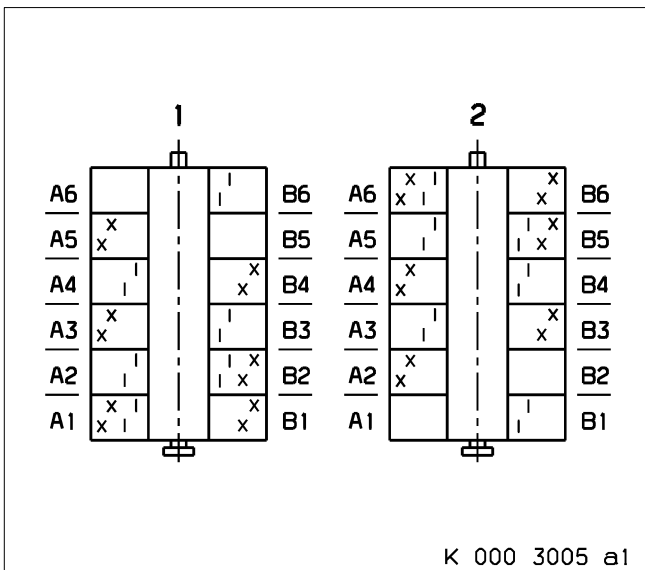 1 2
A6 X I X I I I B6 A6 X I X I X X B6
A5 X X B5 A5 I I I X I X B5
A4 I I X X B4 A4 X X I I B4
A3 X X I I B3 A3 I I X X B3
A2 I I I X I X B2 A2 X X B2
A1 X I X I X X B1 A1 I I B1
K 000 3005 a1